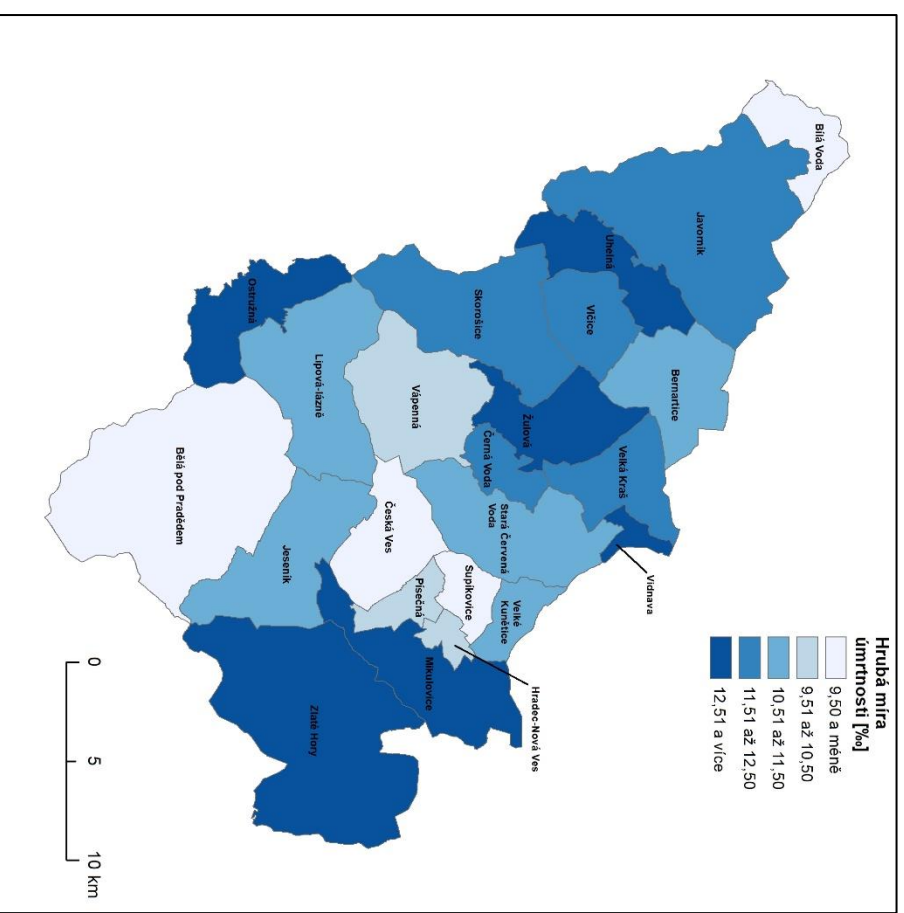 Hrubá míra
úmrtnosti [‰]
9,50 a méně
9,51 až 10,50
10,51 až 11,50
11,51 až 12,50
12,51 a více
Bílá Voda
Javorník
Bernartice
Vidnava
Velká Kraš
Uhelná
Vlčice
Hradec-Nová Ves
Žulová
Velké
Kunětice
Stará Červená
Voda
Černá Voda
Skorošice
Supíkovice
Mikulovice
Písečná
Vápenná
Česká Ves
Lipová-lázně
Zlaté Hory
Jeseník
Ostružná
Bělá pod Pradědem
0 5 10 km